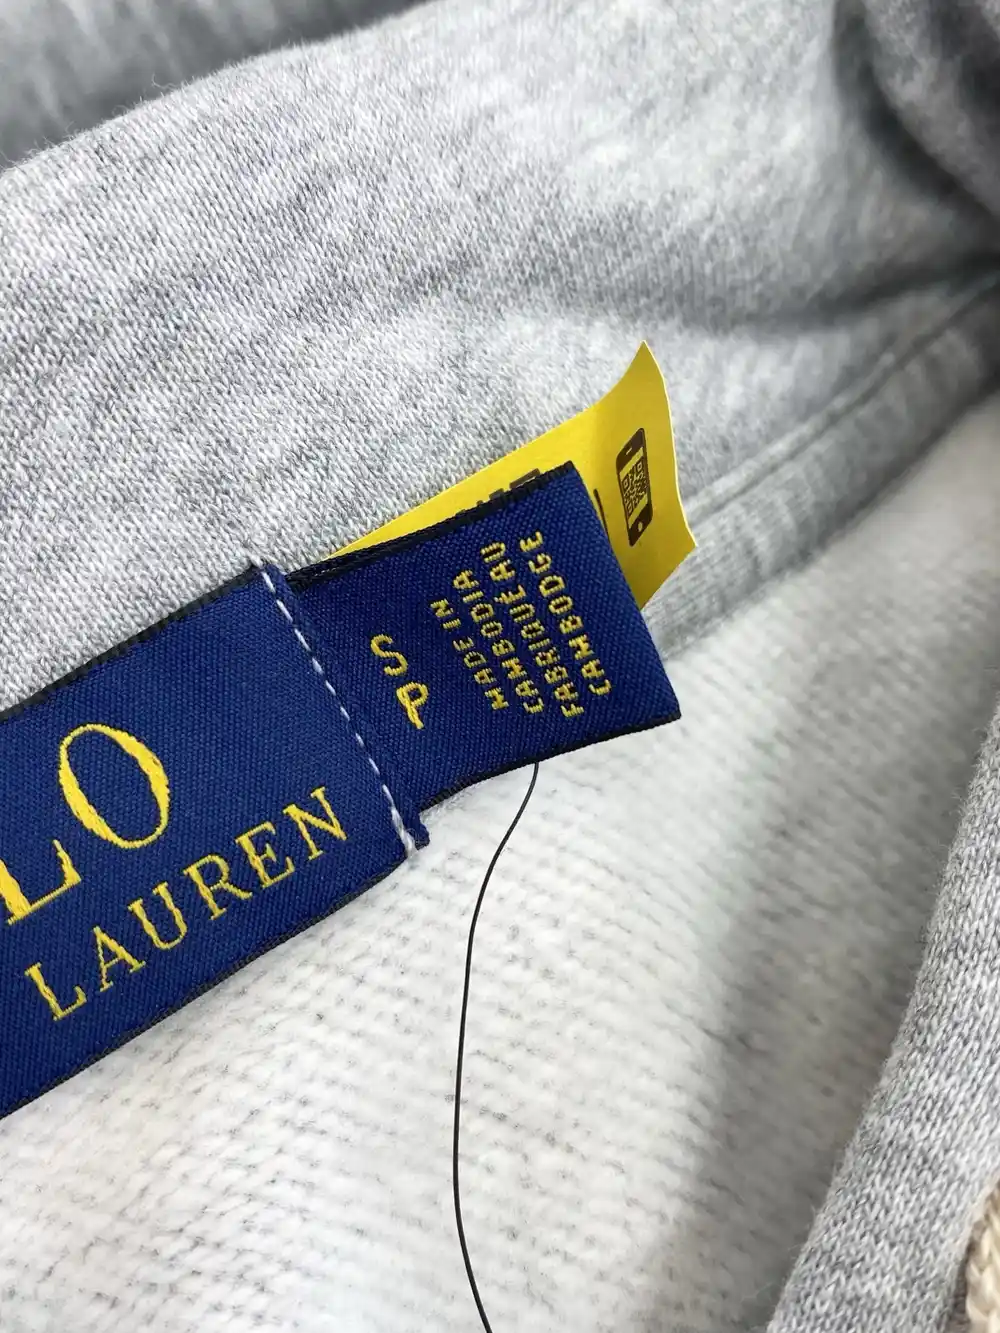 LO
LAUREN
S
P
MADE IN
CAMBODIA
FABRIQUÉ AU
CAMBODGE